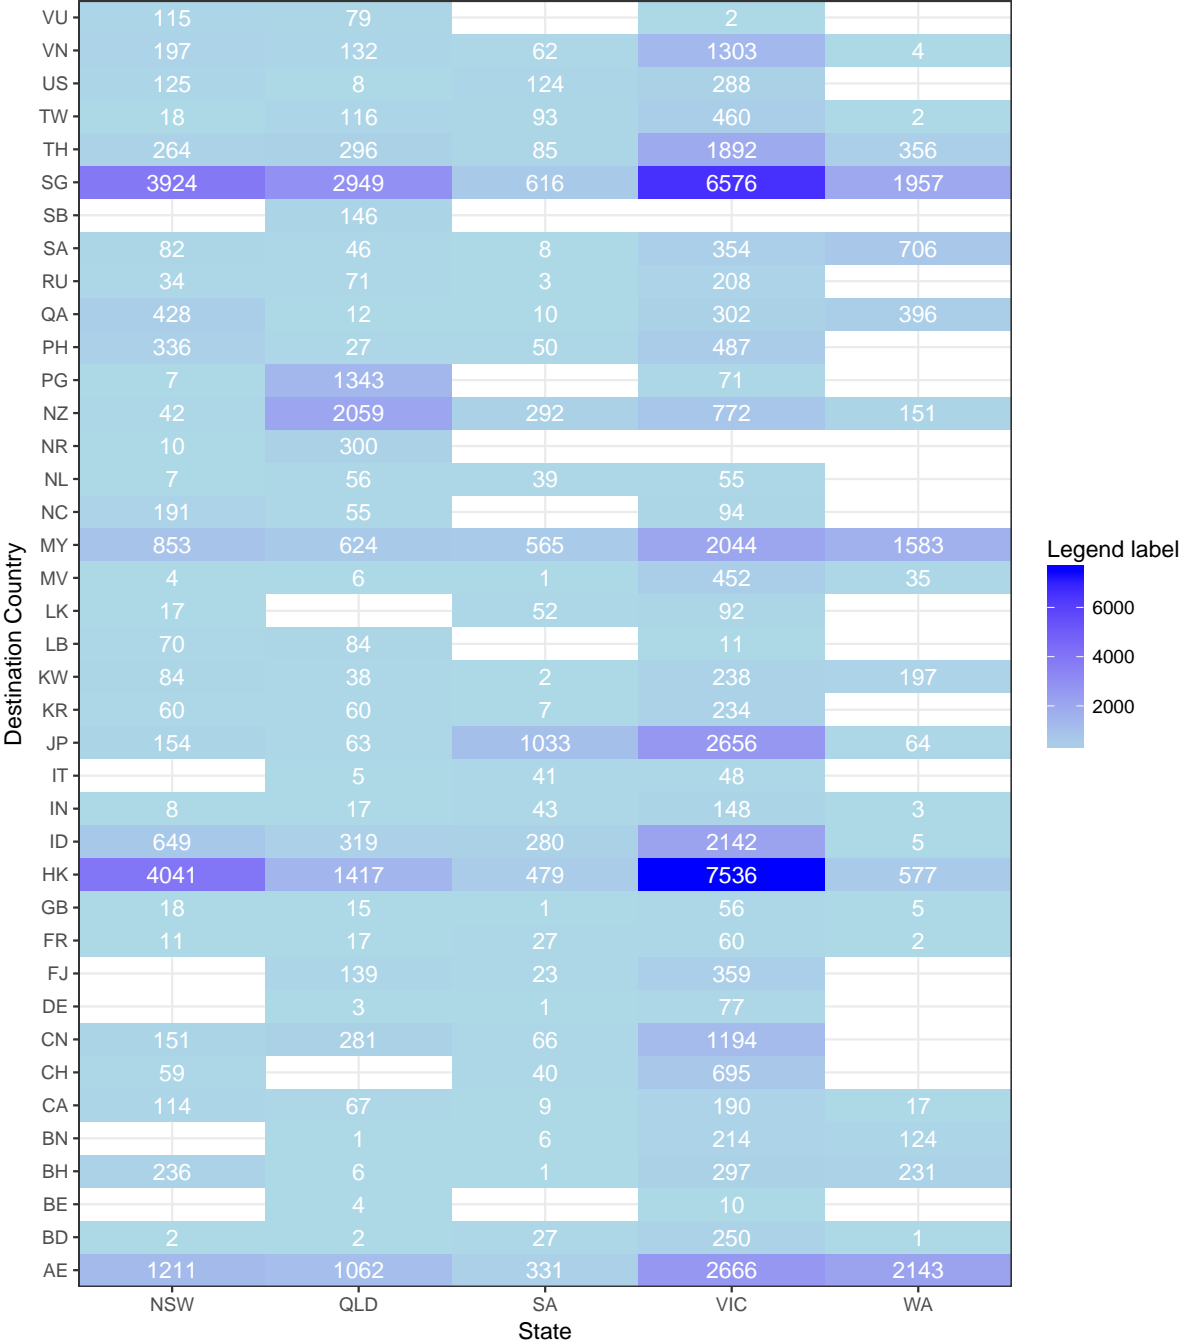 VU 115 79 2
VN 197 132 62 1303 4
US 125 8 124 288
TW 18 116 93 460 2
TH 264 296 85 1892 356
SG 3924 2949 616 6576 1957
SB 146
SA 82 46 8 354 706
RU 34 71 3 208
QA 428 12 10 302 396
PH 336 27 50 487
PG 7 1343 71
NZ 42 2059 292 772 151
NR 10 300
NL 7 56 39 55
NC 191 55 94
MY 853 624 565 2044 1583
MV 4 6 1 452 35
LK 17 52 92
LB 70 84 11
KW 84 38 2 238 197
KR 60 60 7 234
JP 154 63 1033 2656 64
IT 5 41 48
IN 8 17 43 148 3
ID 649 319 280 2142 5
HK 4041 1417 479 7536 577
GB 18 15 1 56 5
FR 11 17 27 60 2
FJ 139 23 359
DE 3 1 77
CN 151 281 66 1194
CH 59 40 695
CA 114 67 9 190 17
BN 1 6 214 124
BH 236 6 1 297 231
BE 4 10
BD 2 2 27 250 1
AE 1211 1062 331 2666 2143
NSW QLD SA VIC WA
State
Destination Country
Legend label
6000
4000
2000